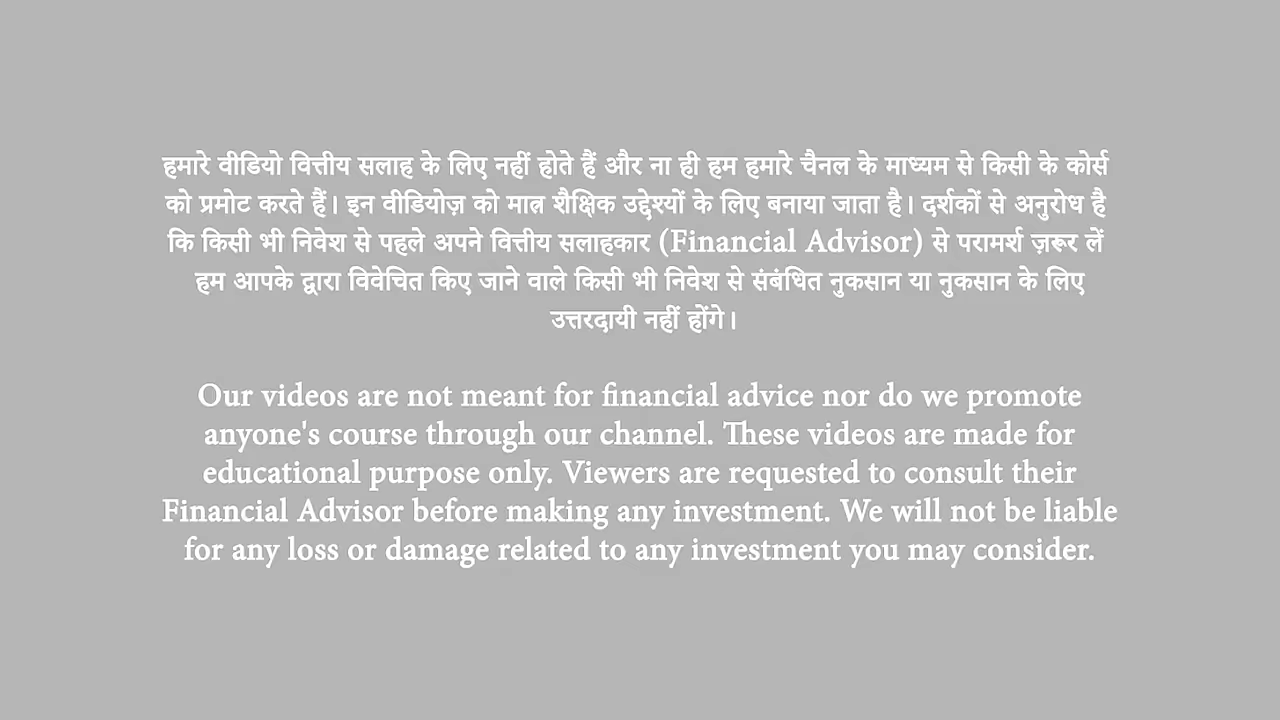 हमारे वीडियो वित्तीय सलाह के लिए नहीं होते हैं और ना ही हम हमारे चैनल के माध्यम से किसी के कोर्स
को प्रमोट करते हैं। इन वीडियोज़ को मात्र शैक्षिक उद्देश्यों के लिए बनाया जाता है। दर्शकों से अनुरोध है
कि किसी भी निवेश से पहले अपने वित्तीय सलाहकार (Financial Advisor) से परामर्श ज़रूर लें
हम आपके द्वारा विवेचित किए जाने वाले किसी भी निवेश से संबंधित नुकसान या नुकसान के लिए
उत्तरदायी नहीं होंगे।
Our videos are not meant for financial advice nor do we promote
anyone's course through our channel. These videos are made for
educational purpose only. Viewers are requested to consult their
Financial Advisor before making any investment. We will not be liable
for any loss or damage related to any investment you may consider.